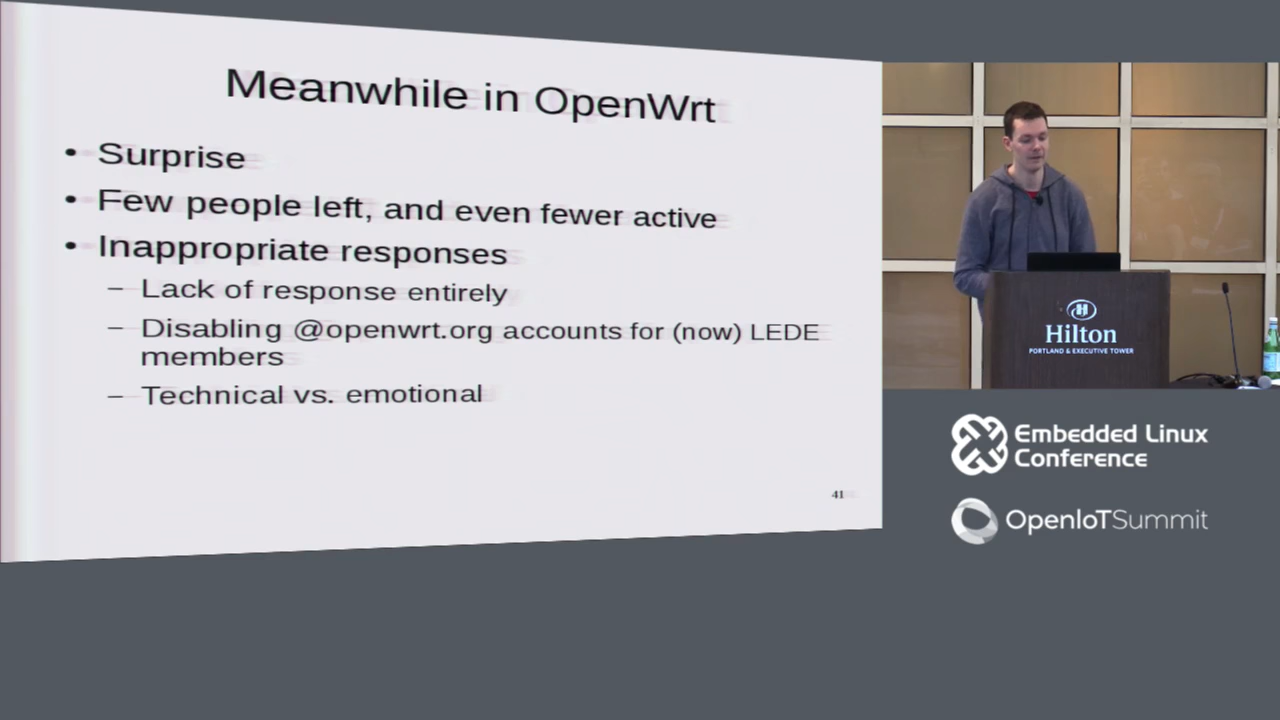 Meanwhile in OpenWrt
• Surprise
• Few people left, and even fewer active
• Inappropriate responses
– Lack of response entirely
– Disabling @openwrt.org accounts for (now) LEDE
members
– Technical vs. emotional
41
Hilton
PORTLAND & EXECUTIVE TOWER
Embedded Linux
Conference
OpenIoTSummit